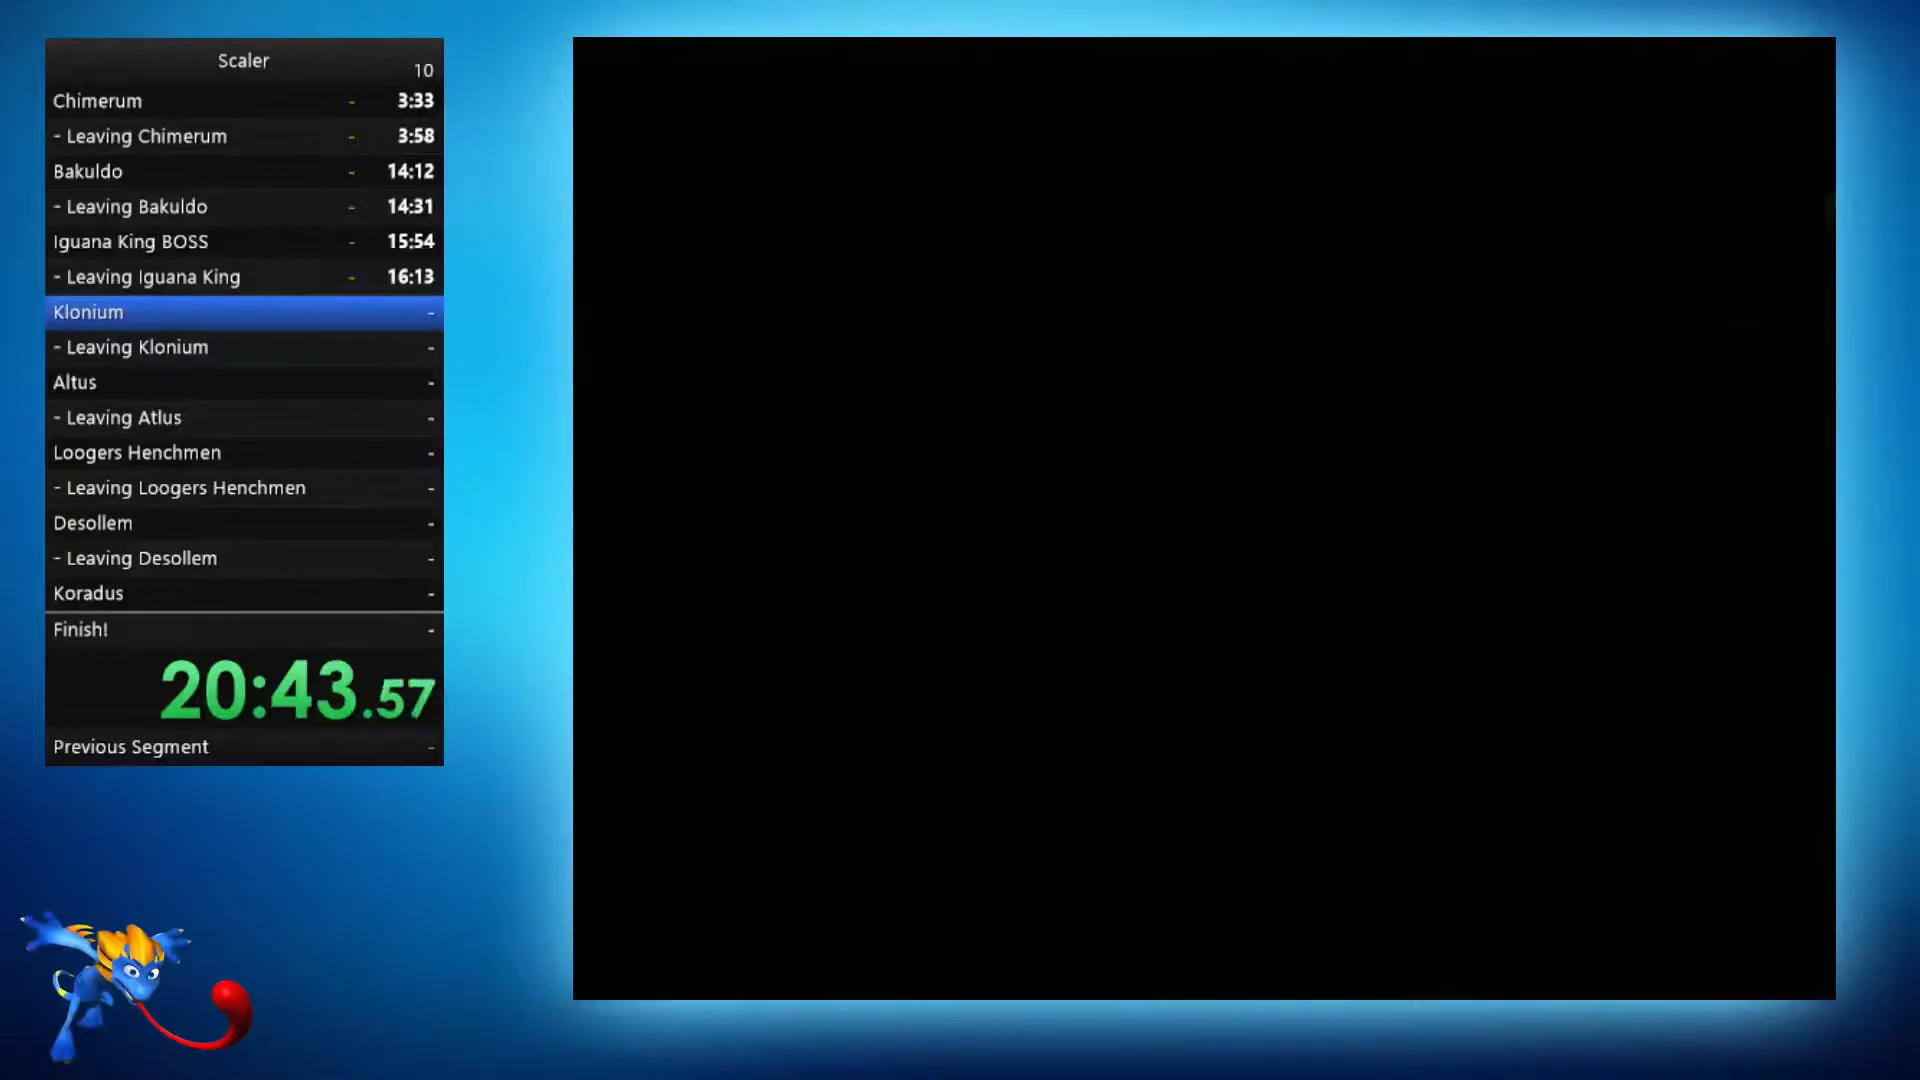 Scaler
10
Chimerum - 3:33
- Leaving Chimerum - 3:58
Bakuldo - 14:12
- Leaving Bakuldo - 14:31
Iguana King BOSS - 15:54
- Leaving Iguana King - 16:13
Klonium -
- Leaving Klonium -
Altus -
- Leaving Atlus -
Loogers Henchmen -
- Leaving Loogers Henchmen -
Desollem -
- Leaving Desollem -
Koradus -
Finish! -
20:43.57
Previous Segment -